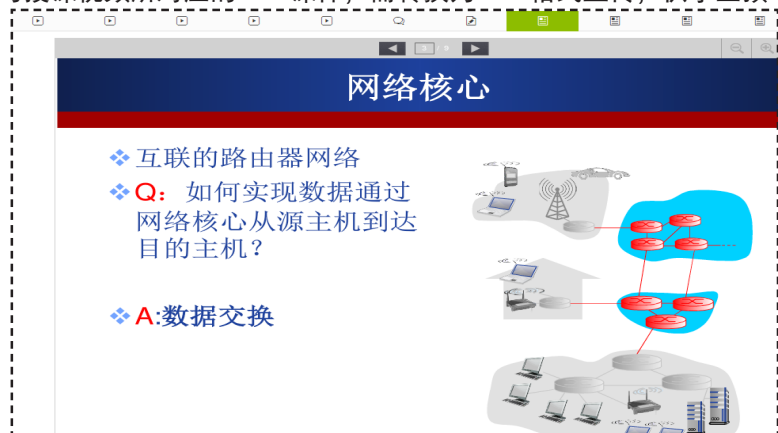 网络核心
互联的路由器网络
Q: 如何实现数据通过
网络核心从源主机到达
目的主机?
A:数据交换